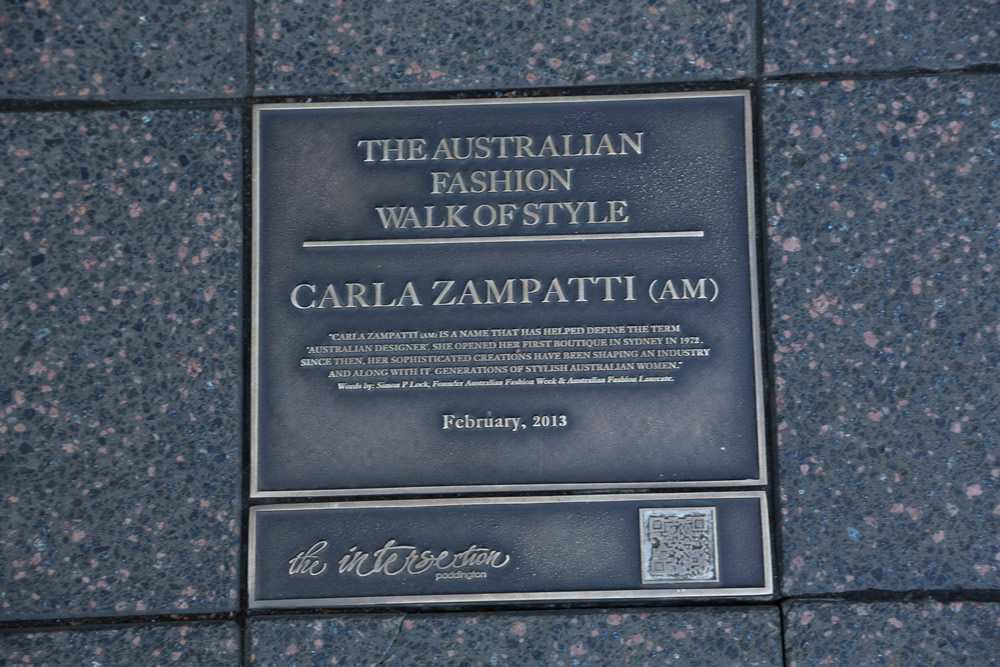 THE AUSTRALIAN
FASHION
WALK OF STYLE
CARLA ZAMPATTI (AM)
"CARLA ZAMPATTI (AM) IS A NAME THAT HAS HELPED DEFINE THE TERM
'AUSTRALIAN DESIGNER'. SHE OPENED HER FIRST BOUTIQUE IN SYDNEY IN 1972.
SINCE THEN, HER SOPHISTICATED CREATIONS HAVE BEEN SHAPING AN INDUSTRY
AND ALONG WITH IT, GENERATIONS OF STYLISH AUSTRALIAN WOMEN."
Words by: Simon P Lock, Founder Australian Fashion Week & Australian Fashion Laureate.
February, 2013
the intersection
paddington